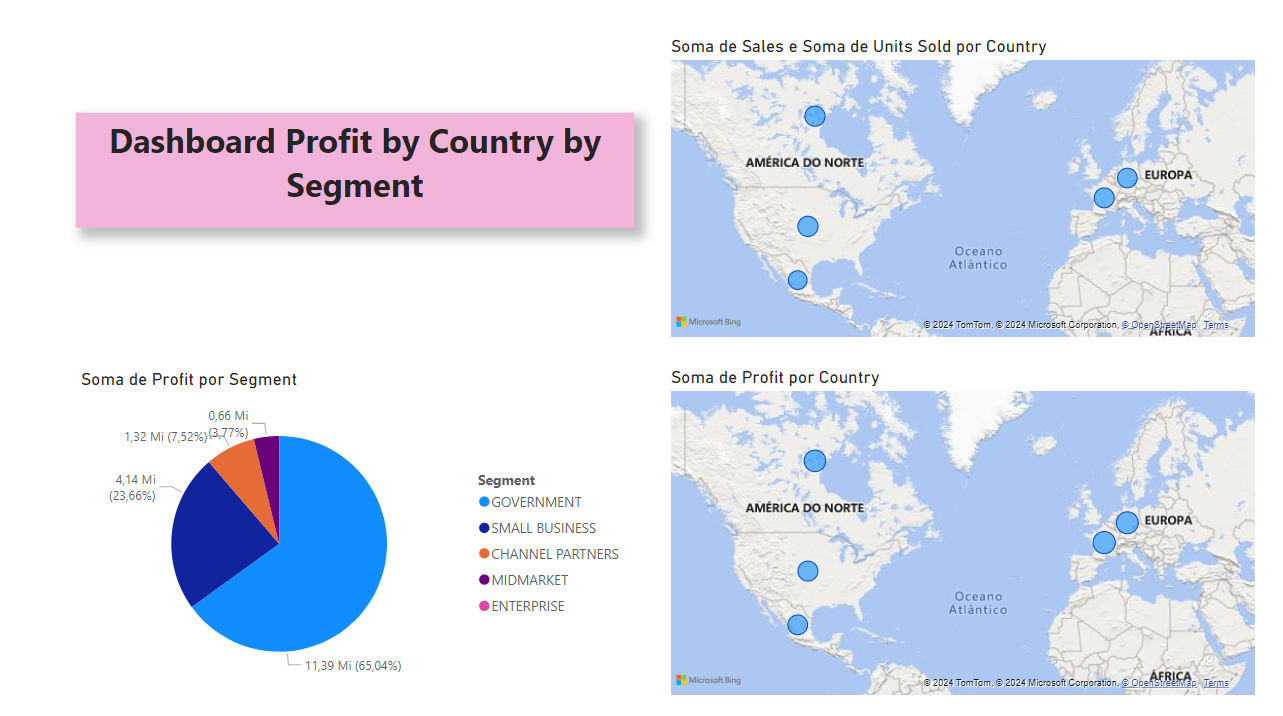 Dashboard Profit by Country by
Segment
Soma de Sales e Soma de Units Sold por Country
AMÉRICA DO NORTE
EUROPA
Oceano
Atlântico
ÁFRICA
Microsoft Bing
© 2024 TomTom, © 2024 Microsoft Corporation, © OpenStreetMap Terms
Soma de Profit por Segment
0,66 Mi
(3,77%)
1,32 Mi (7,52%)
4,14 Mi
(23,66%)
11,39 Mi (65,04%)
Segment
GOVERNMENT
SMALL BUSINESS
CHANNEL PARTNERS
MIDMARKET
ENTERPRISE
Soma de Profit por Country
AMÉRICA DO NORTE
EUROPA
Oceano
Atlântico
ÁFRICA
Microsoft Bing
© 2024 TomTom, © 2024 Microsoft Corporation, © OpenStreetMap Terms